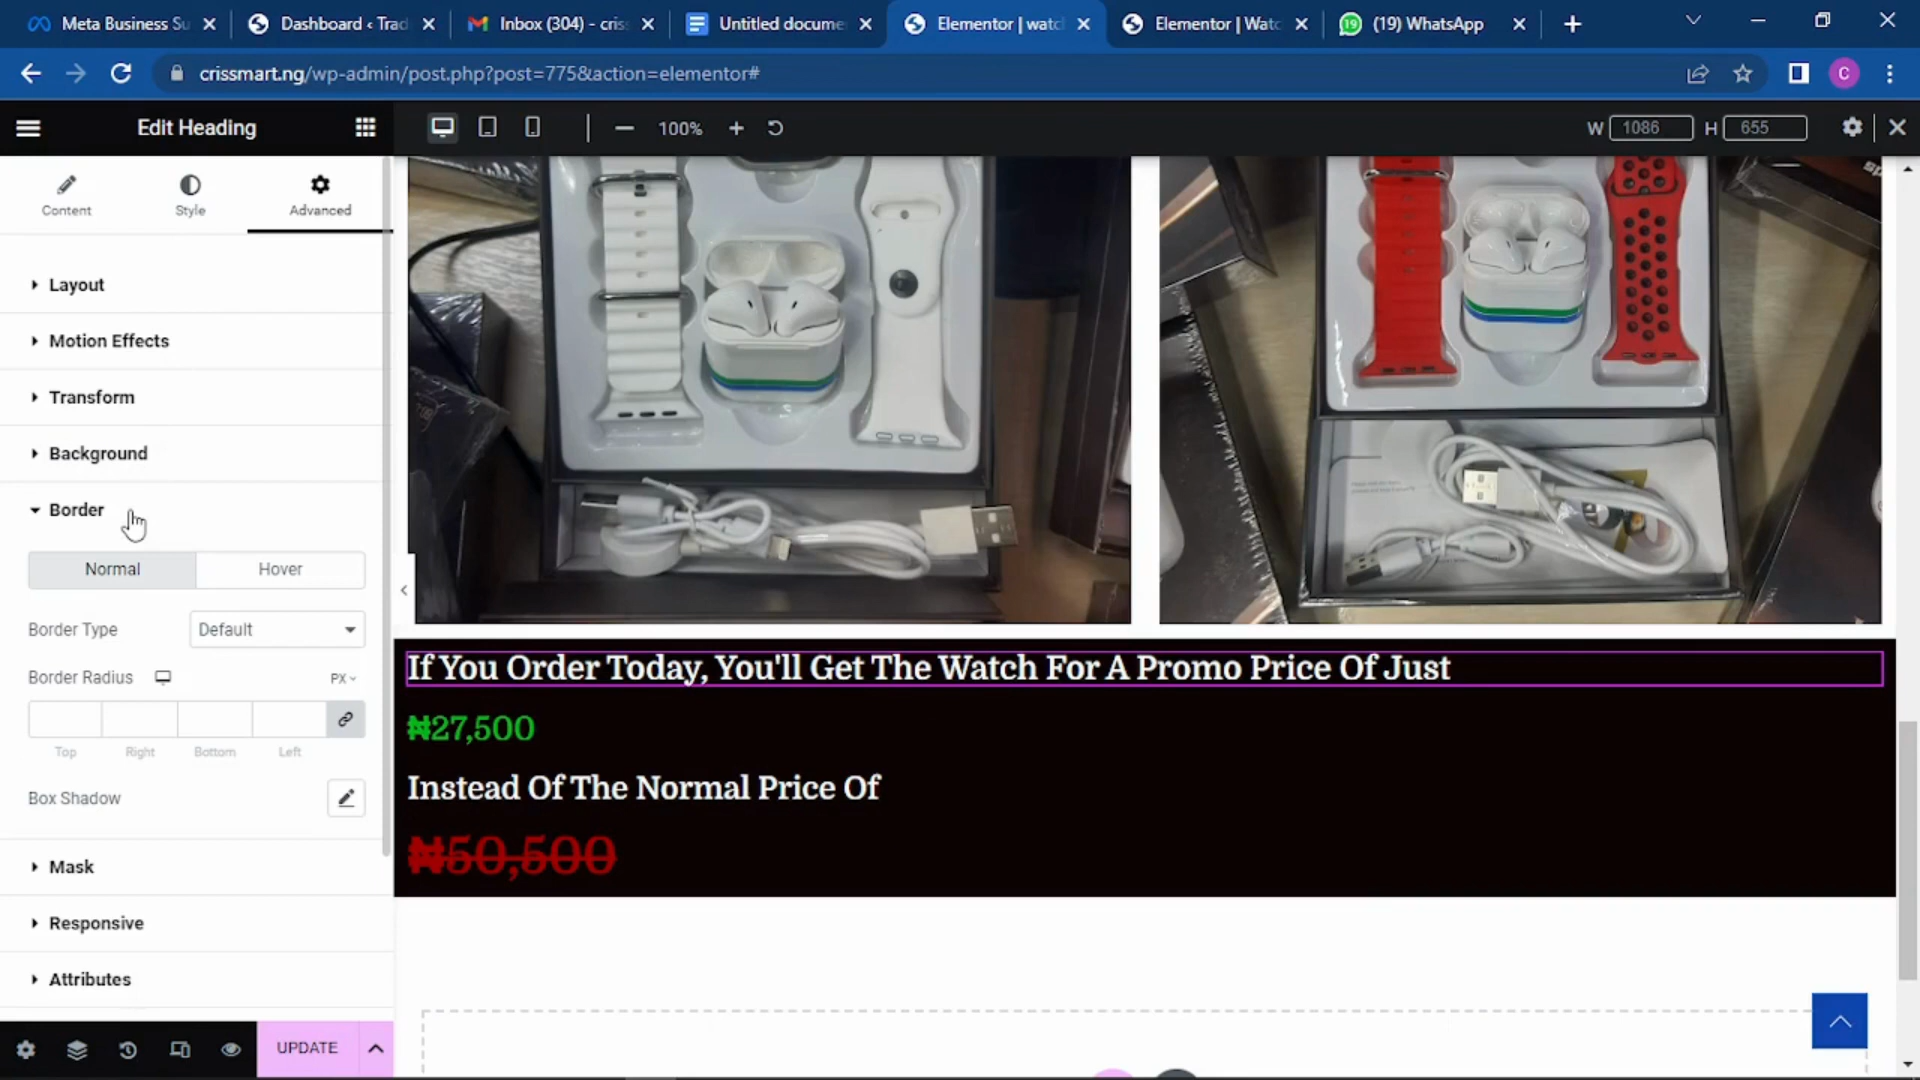 Meta Business Su
Dashboard ‹ Trad
Inbox (304) - criss
Untitled docume
Elementor | watc
Elementor | Watc
19
(19) WhatsApp
crissmart.ng/wp-admin/post.php?post=775&action=elementor#
C
Edit Heading
100%
W 1086 H 655
Content
Style
Advanced
Layout
Motion Effects
Transform
Background
Border
Normal
Hover
Border Type
Default
Border Radius
PX
Top
Right
Bottom
Left
Box Shadow
Mask
Responsive
Attributes
UPDATE
If You Order Today, You'll Get The Watch For A Promo Price Of Just
₦27,500
Instead Of The Normal Price Of
₦50,500